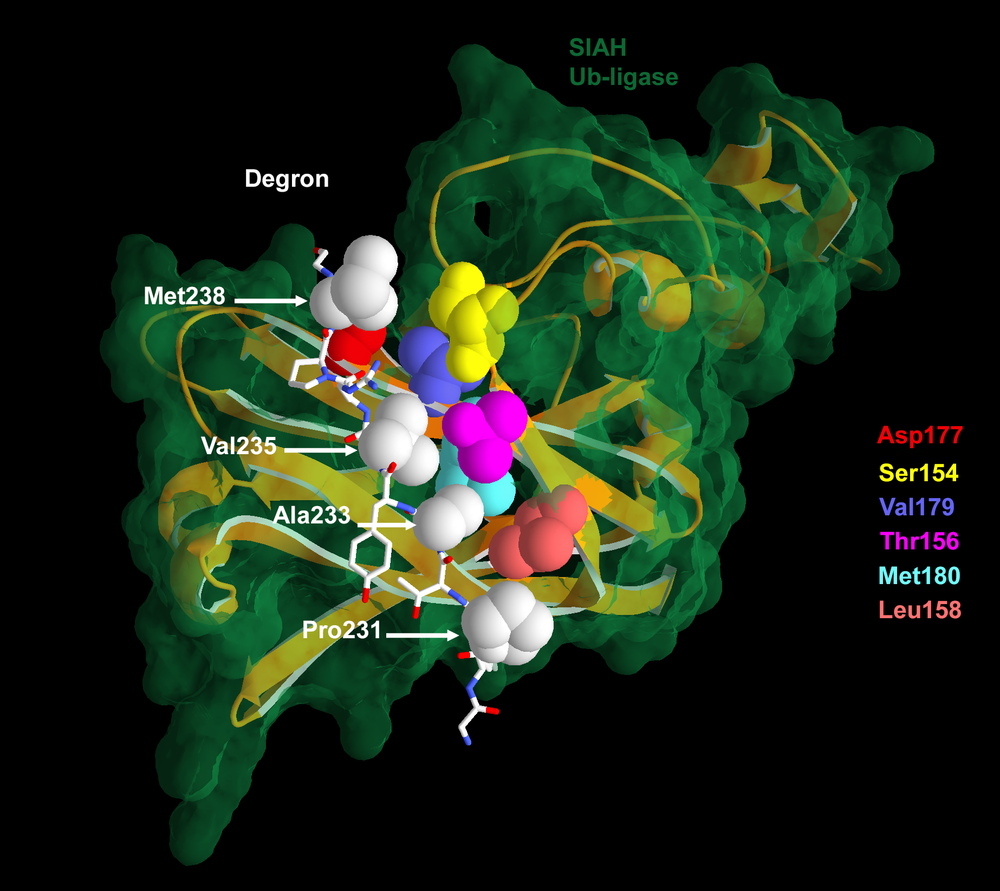 SIAH
Ub-ligase
Degron
Met238
Val235
Ala233
Pro231
Asp177
Ser154
Val179
Thr156
Met180
Leu158